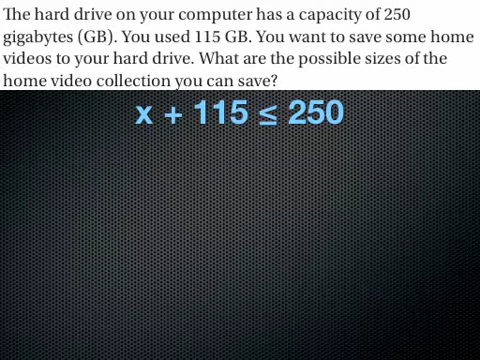 The hard drive on your computer has a capacity of 250
gigabytes (GB). You used 115 GB. You want to save some home
videos to your hard drive. What are the possible sizes of the
home video collection you can save?
x + 115 ≤ 250